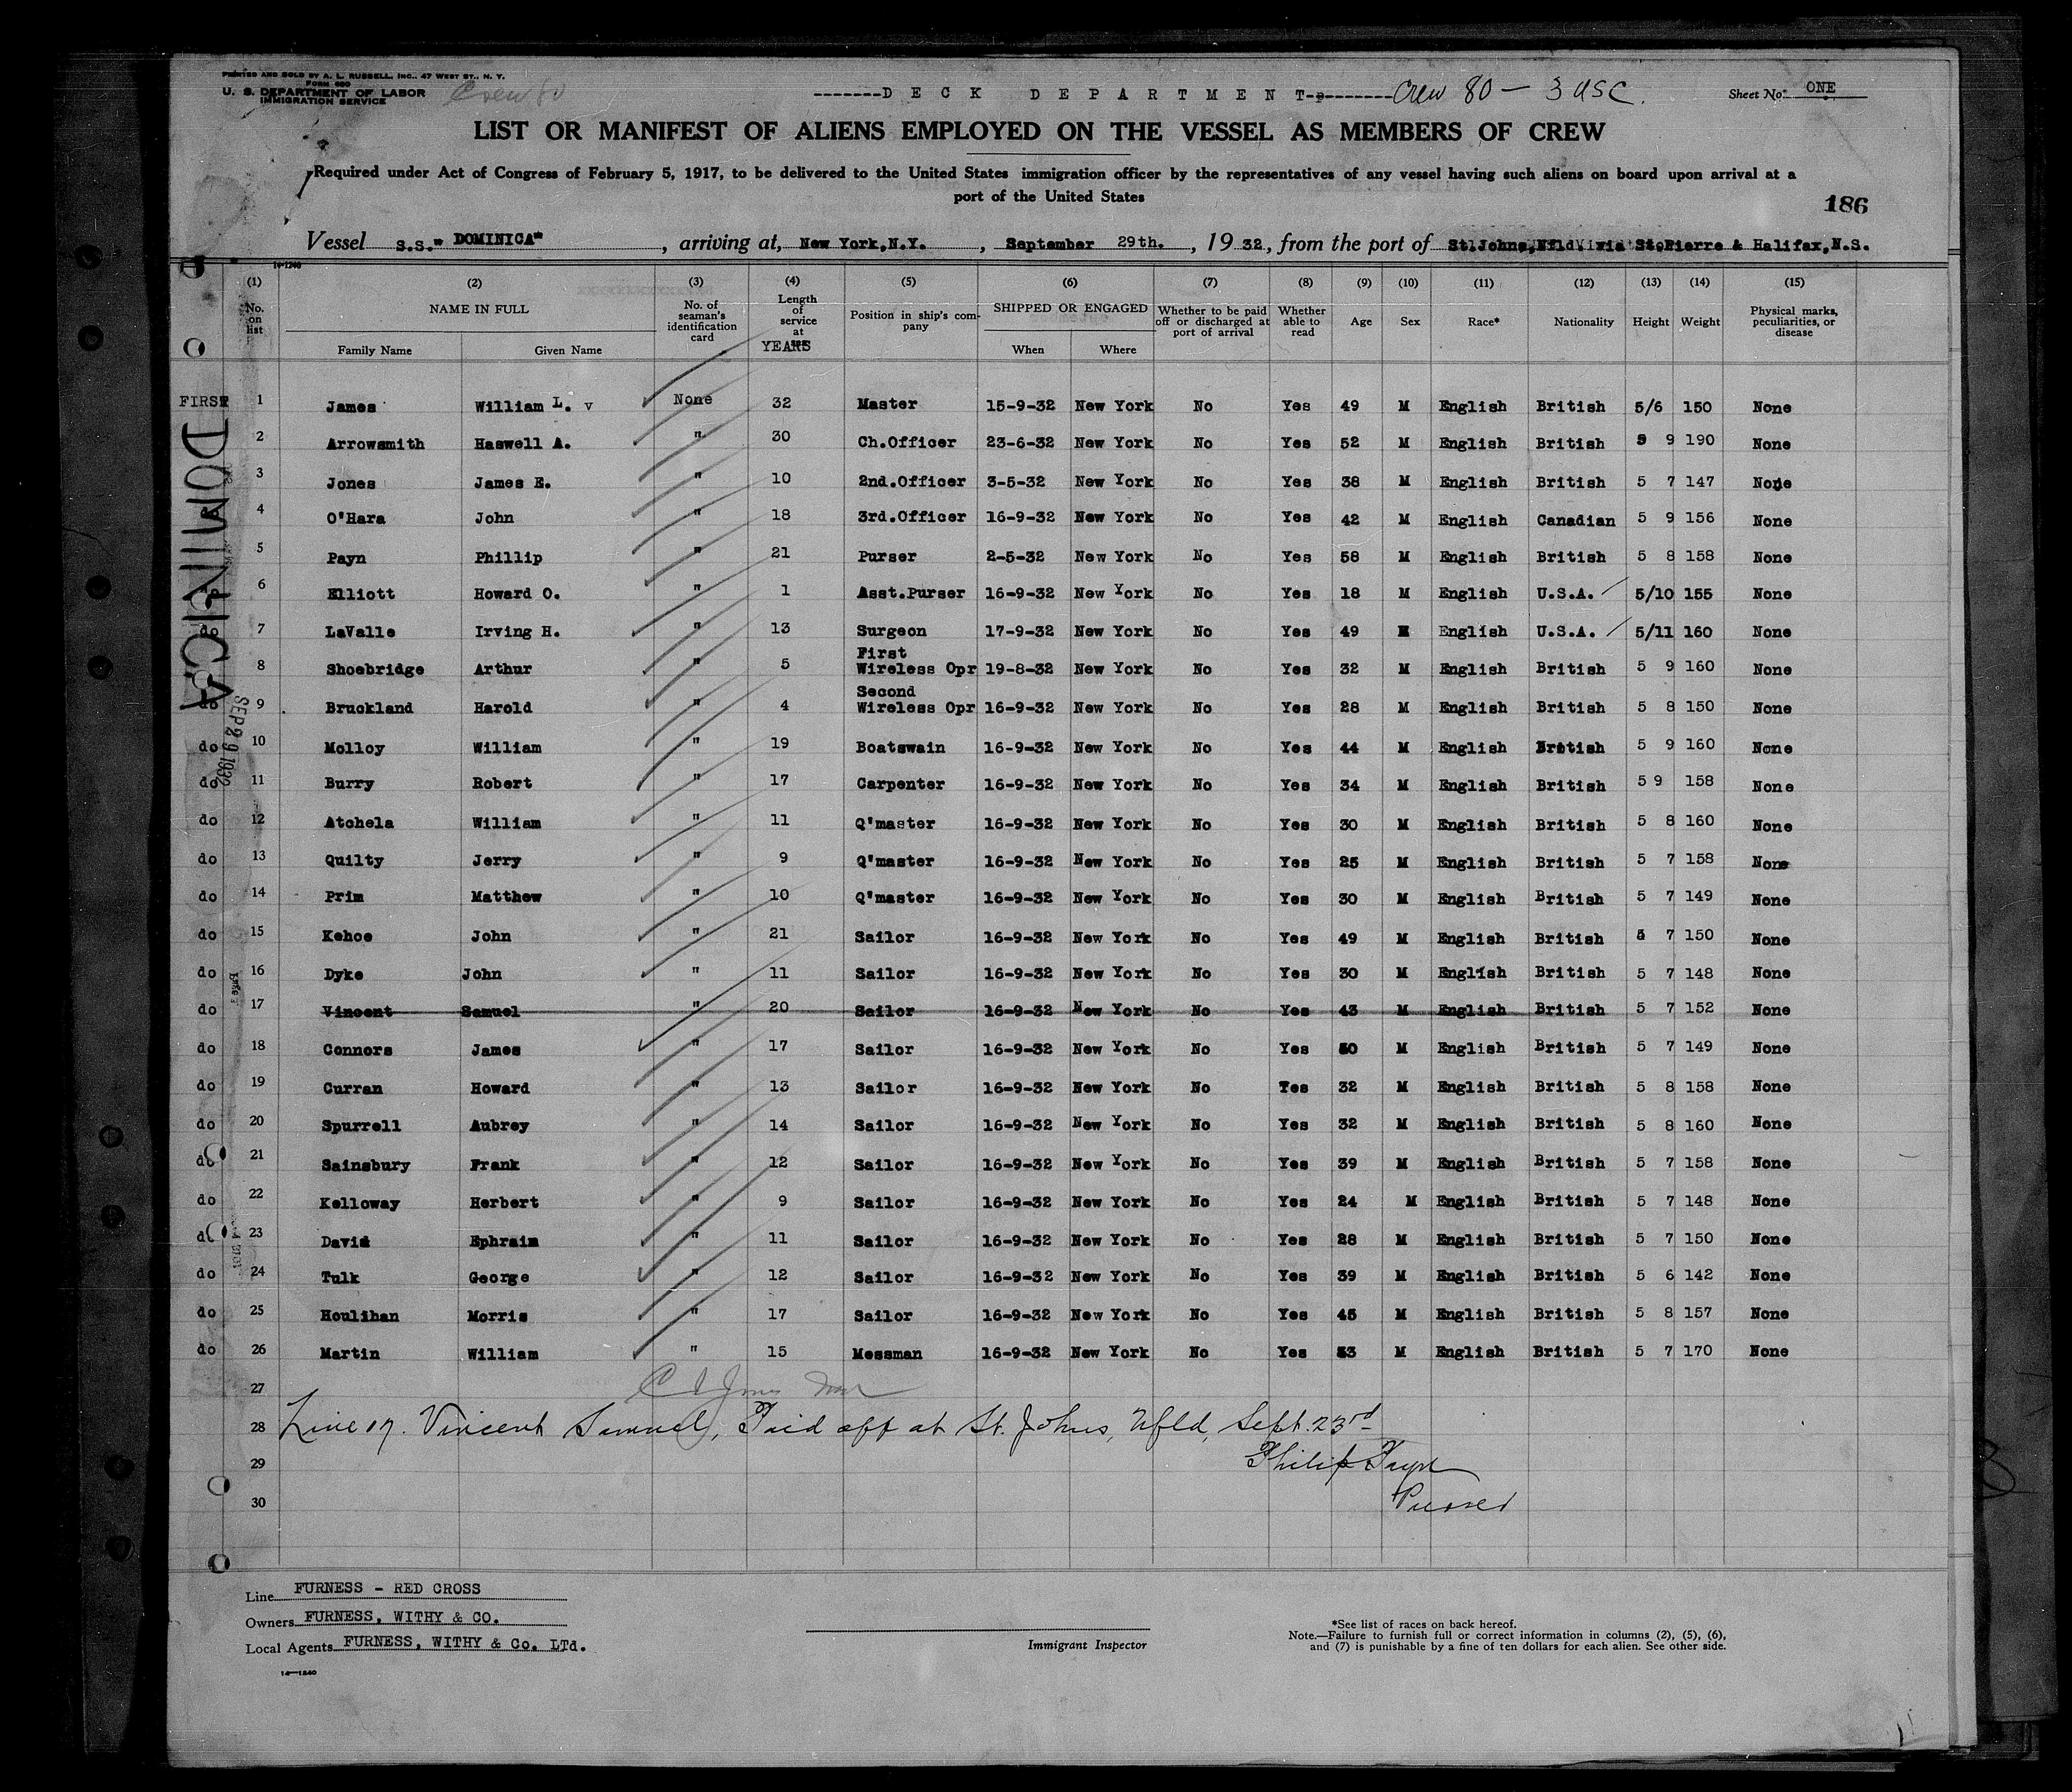 PRINTED AND SOLD BY A. L. RUSSELL, INC., 47 WEST ST., N. Y.
FORM 680
U. S. DEPARTMENT OF LABOR
IMMIGRATION SERVICE
Crew 80
-------D E C K D E P A R T M E N T-------- Crew 80 — 3 USC.
Sheet No. ONE
LIST OR MANIFEST OF ALIENS EMPLOYED ON THE VESSEL AS MEMBERS OF CREW
Required under Act of Congress of February 5, 1917, to be delivered to the United States immigration officer by the representatives of any vessel having such aliens on board upon arrival at a
port of the United States
186
Vessel S.S." DOMINICA" , arriving at, New York,N.Y. , September 29th. , 19 32, from the port of St.Johns,Nfld via St.Pierre & Halifax,N.S.
14-1240
(1) (2) (3) (4) (5) (6) (7) (8) (9) (10) (11) (12) (13) (14) (15)
No. on list NAME IN FULL Family Name Given Name No. of seaman's identification card Length of service at YEARS Position in ship's company SHIPPED OR ENGAGED When Where Whether to be paid off or discharged at port of arrival Whether able to read Age Sex Race* Nationality Height Weight Physical marks, peculiarities, or disease
FIRST 1 James William L. v None 32 Master 15-9-32 New York No Yes 49 M English British 5/6 150 None
2 Arrowsmith Haswell A. " 30 Ch.Officer 23-6-32 New York No Yes 52 M English British 5 9 190 None
3 Jones James E. " 10 2nd.Officer 3-5-32 New York No Yes 38 M English British 5 7 147 None
4 O'Hara John " 18 3rd.Officer 16-9-32 New York No Yes 42 M English Canadian 5 9 156 None
5 Payn Phillip " 21 Purser 2-5-32 New York No Yes 58 M English British 5 8 158 None
6 Elliott Howard O. " 1 Asst.Purser 16-9-32 New York No Yes 18 M English U.S.A. 5/10 155 None
do 7 LaValle Irving H. " 13 Surgeon 17-9-32 New York No Yes 49 M English U.S.A. 5/11 160 None
8 Shoebridge Arthur " 5 First Wireless Opr 19-8-32 New York No Yes 32 M English British 5 9 160 None
do 9 Bruckland Harold " 4 Second Wireless Opr 16-9-32 New York No Yes 28 M English British 5 8 150 None
do 10 Molloy William " 19 Boatswain 16-9-32 New York No Yes 44 M English British 5 9 160 None
do 11 Burry Robert " 17 Carpenter 16-9-32 New York No Yes 34 M English British 5 9 158 None
do 12 Atchela William " 11 Q'master 16-9-32 New York No Yes 30 M English British 5 8 160 None
do 13 Quilty Jerry " 9 Q'master 16-9-32 New York No Yes 25 M English British 5 7 158 None
do 14 Prim Matthew " 10 Q'master 16-9-32 New York No Yes 30 M English British 5 7 149 None
do 15 Kehoe John " 21 Sailor 16-9-32 New York No Yes 49 M English British 5 7 150 None
do 16 Dyke John " 11 Sailor 16-9-32 New York No Yes 30 M English British 5 7 148 None
do 17 Vincent Samuel " 20 Sailor 16-9-32 New York No Yes 43 M English British 5 7 152 None
do 18 Connors James " 17 Sailor 16-9-32 New York No Yes 50 M English British 5 7 149 None
do 19 Curran Howard " 13 Sailor 16-9-32 New York No Yes 32 M English British 5 8 158 None
do 20 Spurrell Aubrey " 14 Sailor 16-9-32 New York No Yes 32 M English British 5 8 160 None
do 21 Sainsbury Frank " 12 Sailor 16-9-32 New York No Yes 39 M English British 5 7 158 None
do 22 Kelloway Herbert " 9 Sailor 16-9-32 New York No Yes 24 M English British 5 7 148 None
do 23 David Ephraim " 11 Sailor 16-9-32 New York No Yes 28 M English British 5 7 150 None
do 24 Tulk George " 12 Sailor 16-9-32 New York No Yes 39 M English British 5 6 142 None
do 25 Houlihan Morris " 17 Sailor 16-9-32 New York No Yes 45 M English British 5 8 157 None
do 26 Martin William " 15 Messman 16-9-32 New York No Yes 53 M English British 5 7 170 None
27
28 Line 17. Vincent Samuel, Paid off at St. Johns, Nfld, Sept. 23rd
29 Philip Payn
30 Purser
DOMINICA
SEP 29 1932
Line FURNESS - RED CROSS
Owners FURNESS, WITHY & CO.
Local Agents FURNESS, WITHY & Co. LTd.
14—1240
Immigrant Inspector
*See list of races on back hereof.
Note.—Failure to furnish full or correct information in columns (2), (5), (6),
and (7) is punishable by a fine of ten dollars for each alien. See other side.